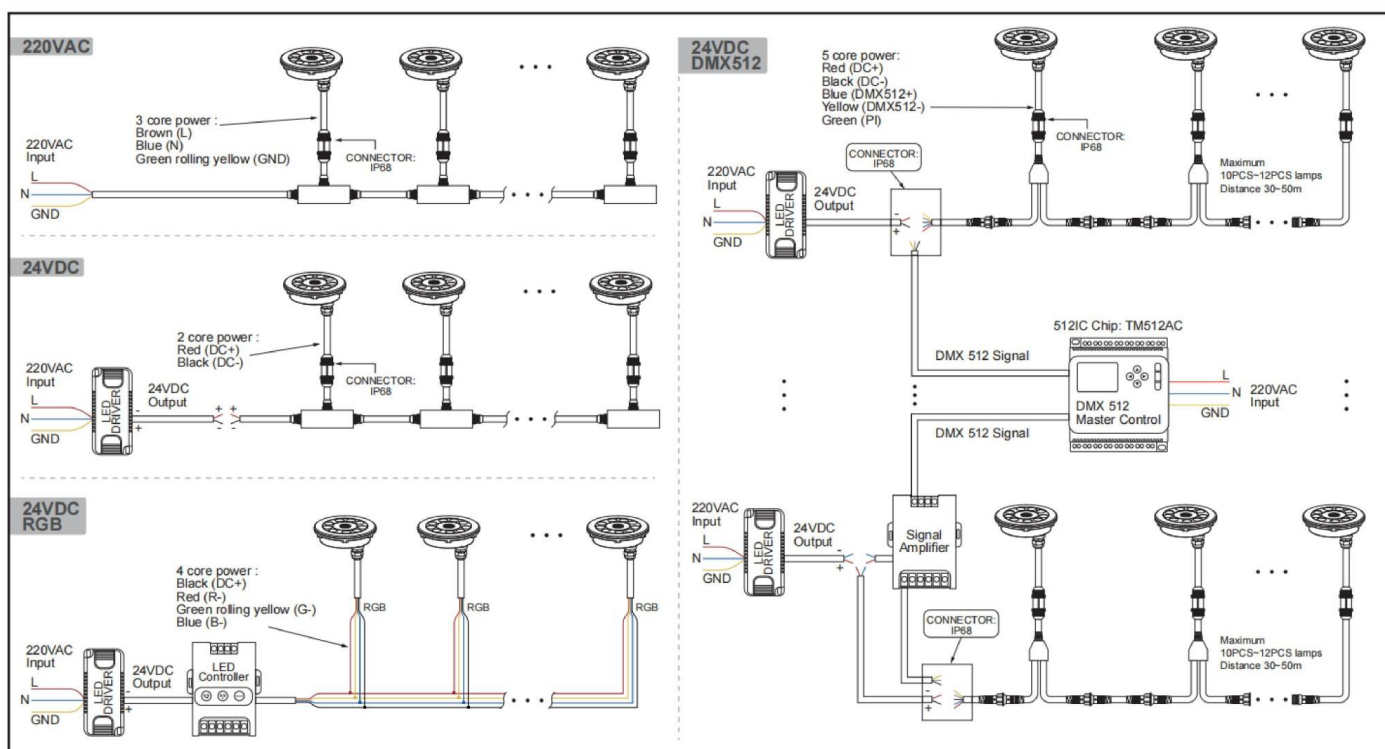 220VAC
3 core power :
Brown (L)
Blue (N)
Green rolling yellow (GND)
220VAC
Input
L
N
GND
CONNECTOR:
IP68
24VDC
2 core power :
Red (DC+)
Black (DC-)
220VAC
Input
L
N
GND
LED
DRIVER
24VDC
Output
-
+
+ +
- -
CONNECTOR:
IP68
24VDC
RGB
4 core power :
Black (DC+)
Red (R-)
Green rolling yellow (G-)
Blue (B-)
RGB
RGB
RGB
220VAC
Input
L
N
GND
LED
DRIVER
24VDC
Output
-
+
LED
Controller
24VDC
DMX512
5 core power:
Red (DC+)
Black (DC-)
Blue (DMX512+)
Yellow (DMX512-)
Green (PI)
CONNECTOR:
IP68
CONNECTOR:
IP68
Maximum
10PCS~12PCS lamps
Distance 30~50m
220VAC
Input
L
N
GND
LED
DRIVER
24VDC
Output
-
+
512IC Chip: TM512AC
DMX 512 Signal
DMX 512
Master Control
L
N
GND
220VAC
Input
DMX 512 Signal
220VAC
Input
L
N
GND
LED
DRIVER
24VDC
Output
-
+
Signal
Amplifier
CONNECTOR:
IP68
-
+
Maximum
10PCS~12PCS lamps
Distance 30~50m